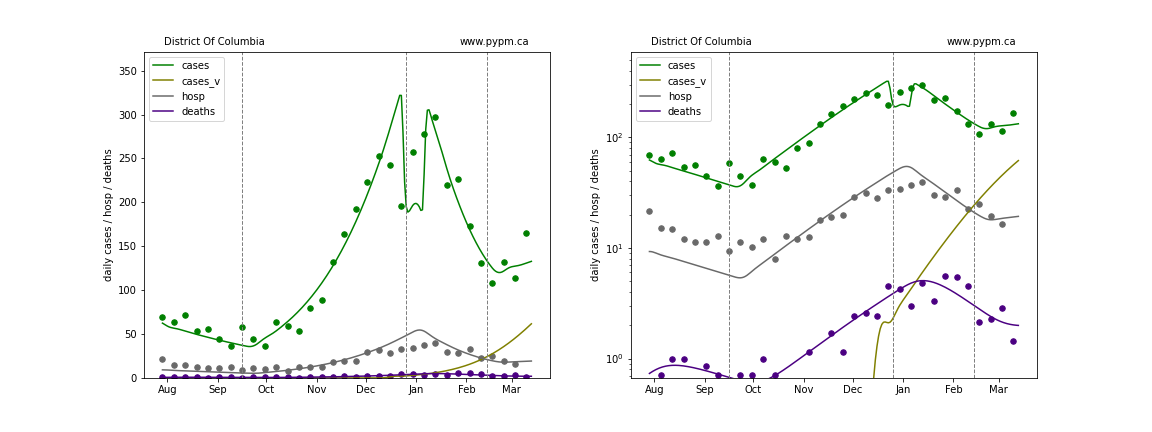 District Of Columbia
www.pypm.ca
cases
cases_v
hosp
deaths
daily cases / hosp / deaths
350
300
250
200
150
100
50
0
Aug
Sep
Oct
Nov
Dec
Jan
Feb
Mar
District Of Columbia
www.pypm.ca
cases
cases_v
hosp
deaths
daily cases / hosp / deaths
10²
10¹
10⁰
Aug
Sep
Oct
Nov
Dec
Jan
Feb
Mar